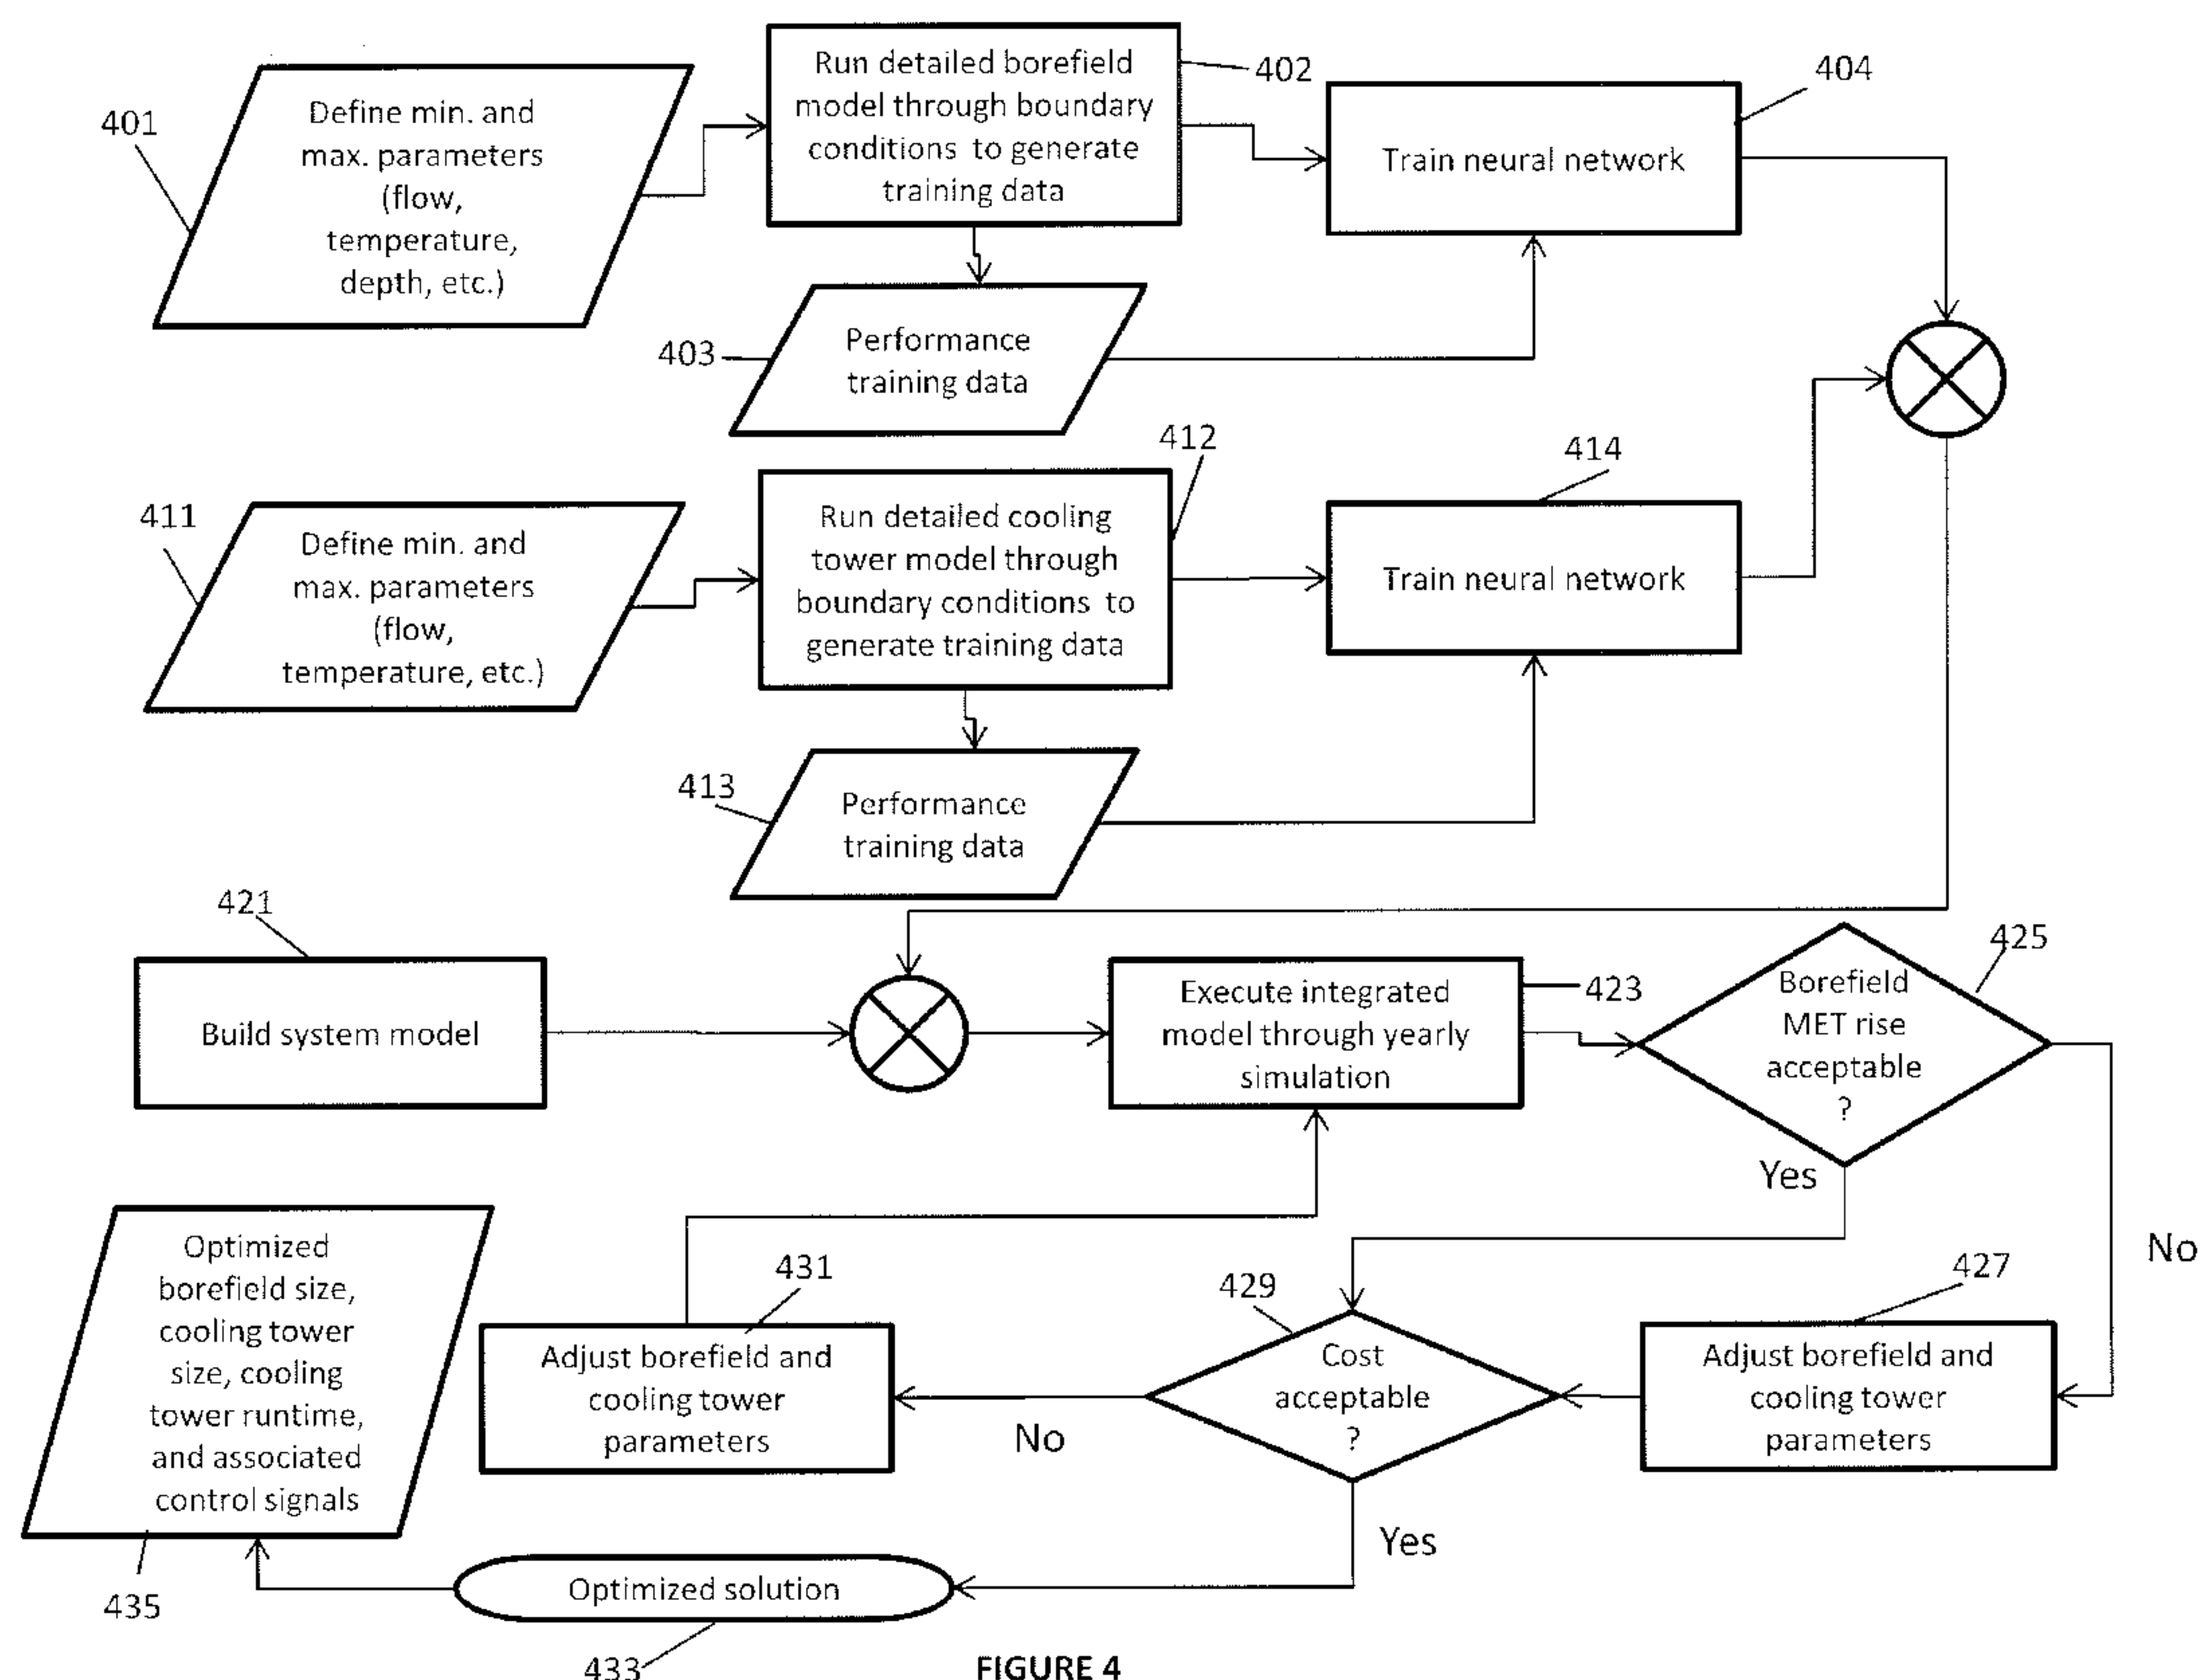 401
Define min. and
max. parameters
(flow,
temperature,
depth, etc.)
Run detailed borefield
model through boundary
conditions to generate
training data
402
Train neural network
404
403
Performance
training data
411
Define min. and
max. parameters
(flow,
temperature, etc.)
Run detailed cooling
tower model through
boundary conditions to
generate training data
412
Train neural network
414
413
Performance
training data
421
Build system model
Execute integrated
model through yearly
simulation
423
Borefield
MET rise
acceptable
?
425
Yes
No
Optimized
borefield size,
cooling tower
size, cooling
tower runtime,
and associated
control signals
435
431
Adjust borefield and
cooling tower
parameters
No
429
Cost
acceptable
?
427
Adjust borefield and
cooling tower
parameters
Yes
Optimized solution
433
FIGURE 4